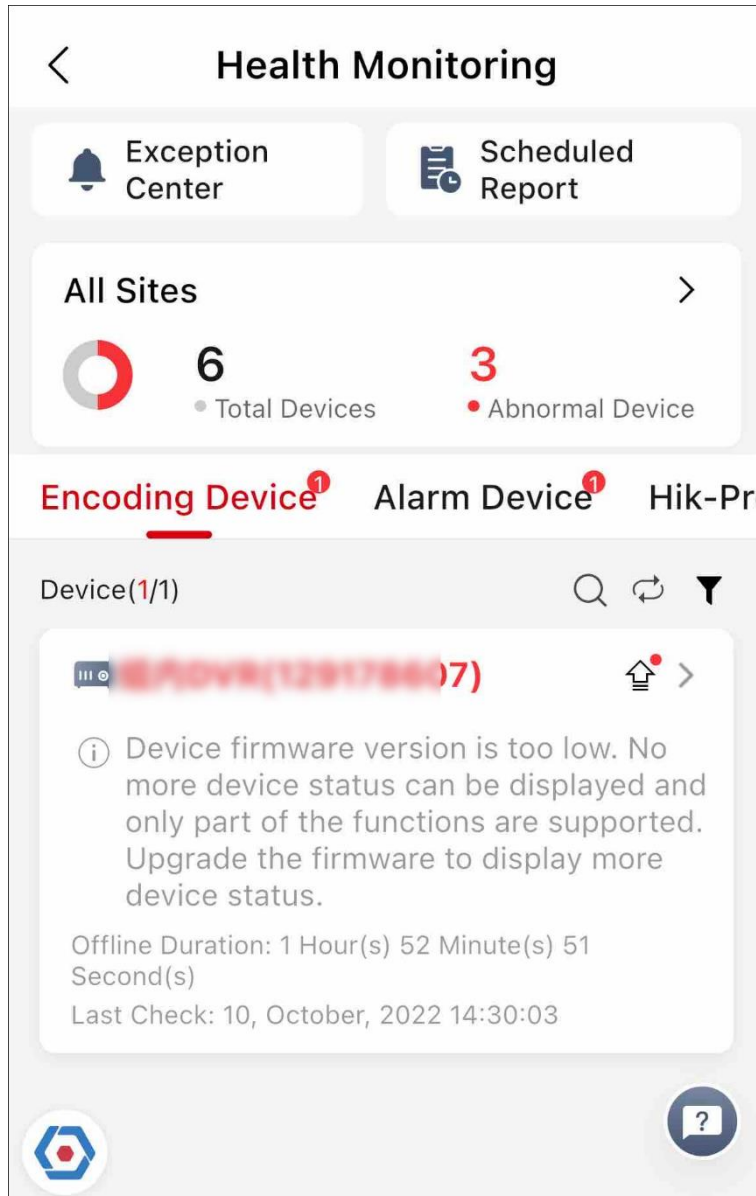 Health Monitoring
Exception
Center
Scheduled
Report
All Sites
6
3
Total Devices
Abnormal Device
Encoding Device
1
Alarm Device
1
Hik-Pr
Device(1/1)
07)
Device firmware version is too low. No
more device status can be displayed and
only part of the functions are supported.
Upgrade the firmware to display more
device status.
Offline Duration: 1 Hour(s) 52 Minute(s) 51
Second(s)
Last Check: 10, October, 2022 14:30:03
?